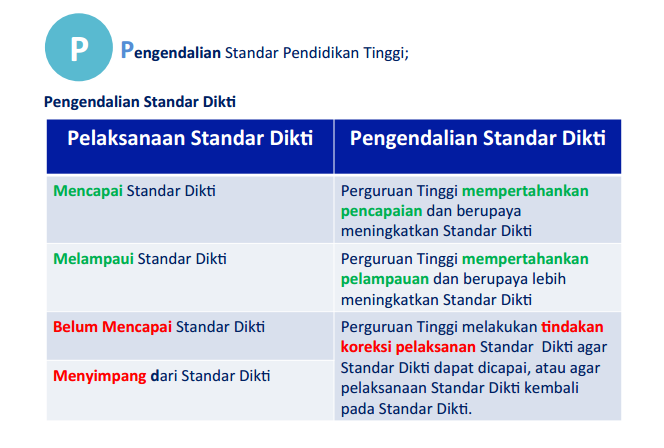 P
Pengendalian Standar Pendidikan Tinggi;
Pengendalian Standar Dikti
Pelaksanaan Standar Dikti
Pengendalian Standar Dikti
Mencapai Standar Dikti
Perguruan Tinggi mempertahankan
pencapaian dan berupaya
meningkatkan Standar Dikti
Melampaui Standar Dikti
Perguruan Tinggi mempertahankan
pelampauan dan berupaya lebih
meningkatkan Standar Dikti
Belum Mencapai Standar Dikti
Menyimpang dari Standar Dikti
Perguruan Tinggi melakukan tindakan
koreksi pelaksanan Standar Dikti agar
Standar Dikti dapat dicapai, atau agar
pelaksanaan Standar Dikti kembali
pada Standar Dikti.